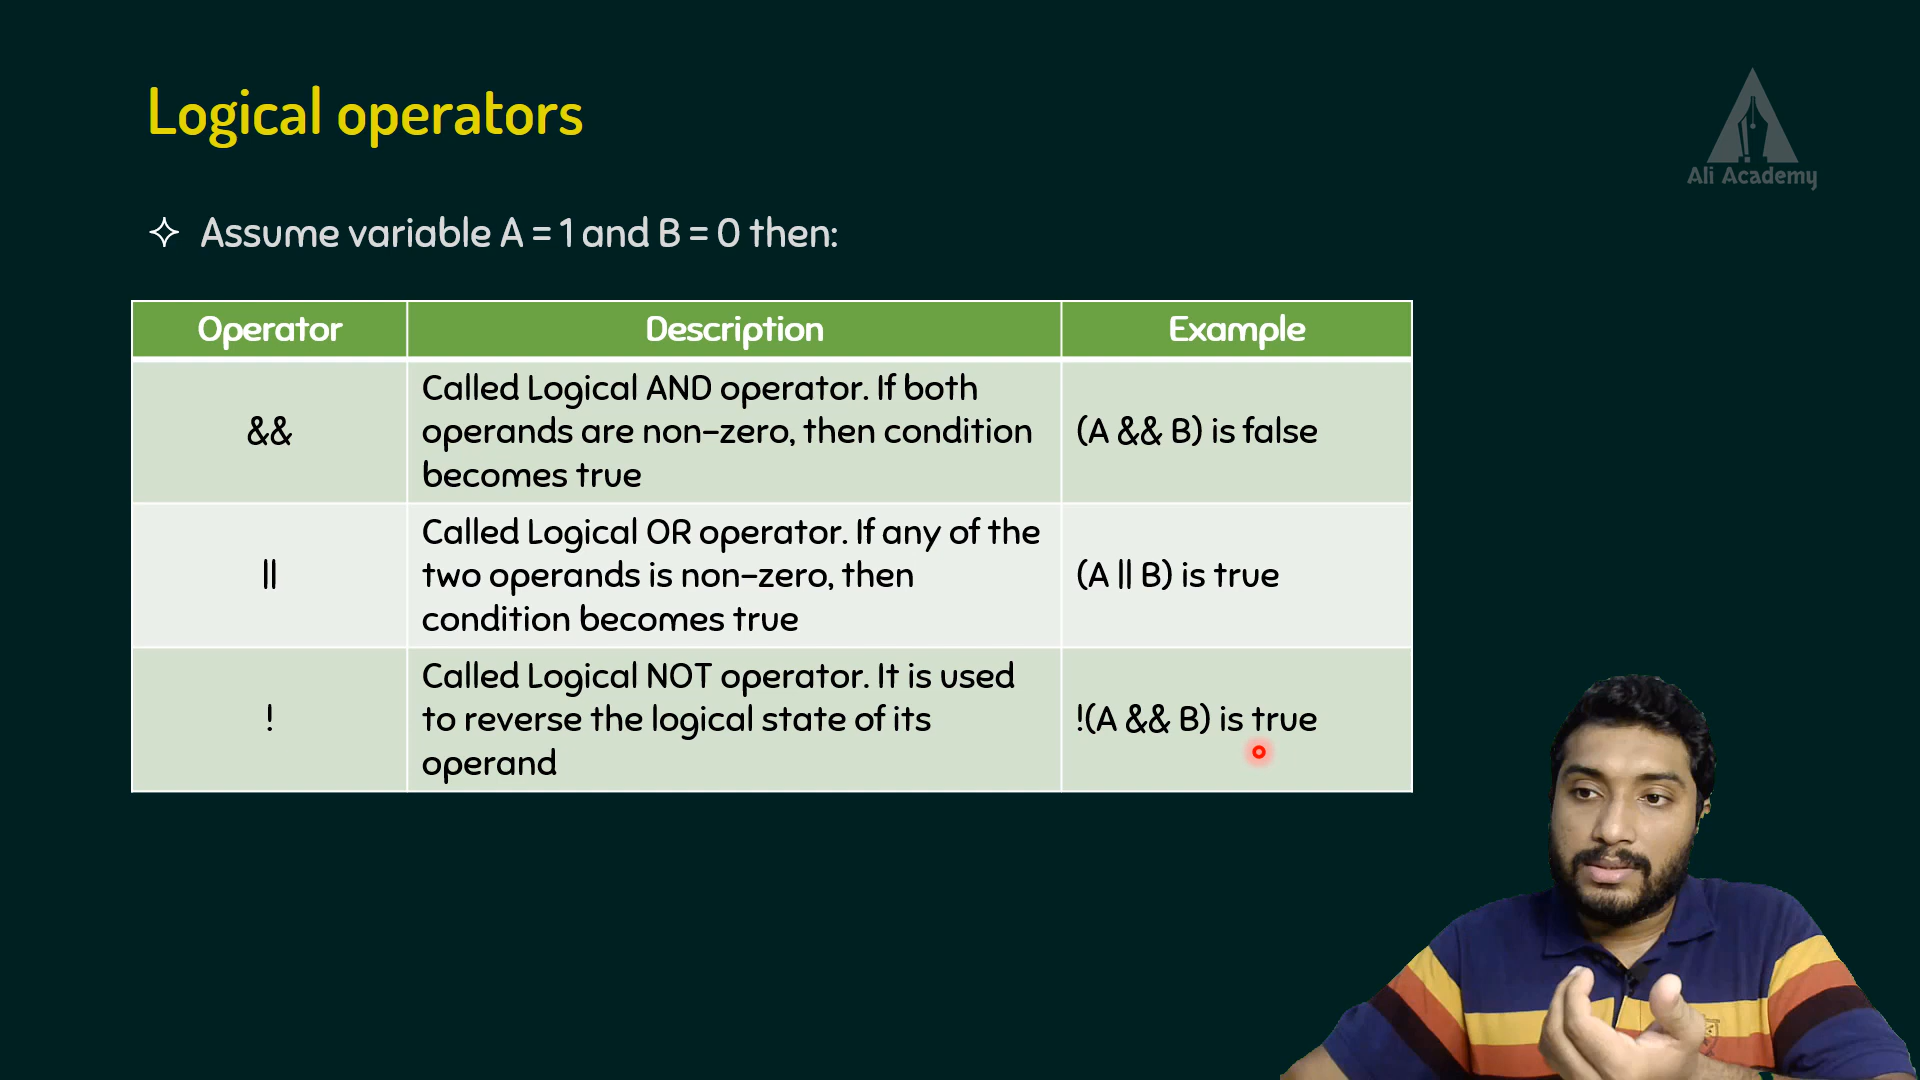 Logical operators
Ali Academy
Assume variable A = 1 and B = 0 then:
Operator Description Example
&& Called Logical AND operator. If both operands are non-zero, then condition becomes true (A && B) is false
|| Called Logical OR operator. If any of the two operands is non-zero, then condition becomes true (A || B) is true
! Called Logical NOT operator. It is used to reverse the logical state of its operand !(A && B) is true